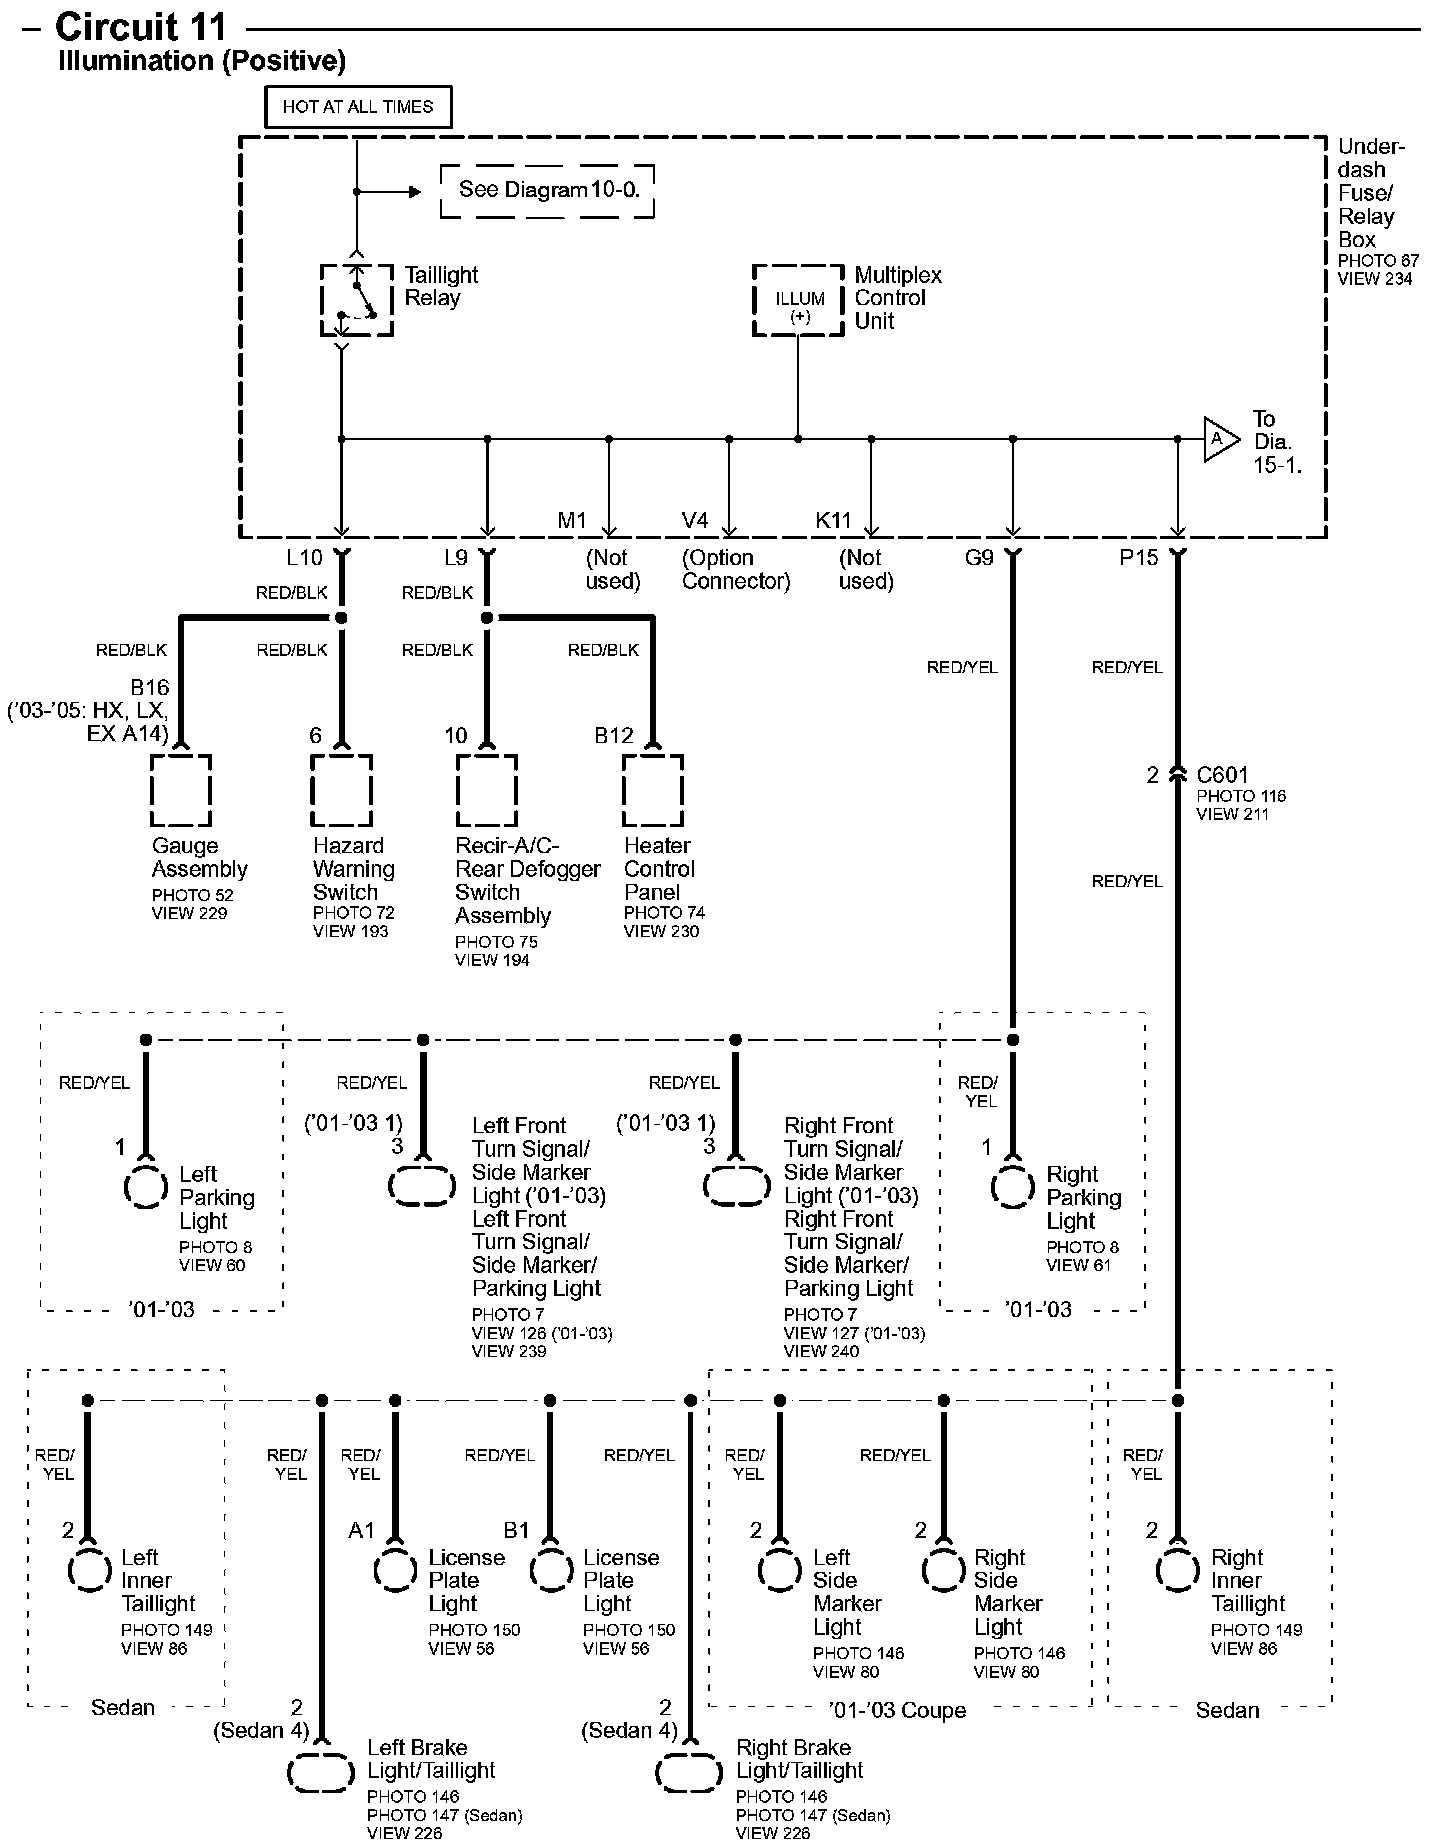 Circuit 11
Illumination (Positive)
HOT AT ALL TIMES
See Diagram 10-0.
Under-
dash
Fuse/
Relay
Box
PHOTO 67
VIEW 234
Taillight
Relay
ILLUM
(+)
Multiplex
Control
Unit
A
To
Dia.
15-1.
M1
V4
K11
L10
L9
(Not
used)
(Option
Connector)
(Not
used)
G9
P15
RED/BLK
RED/BLK
RED/BLK
RED/BLK
RED/BLK
RED/BLK
RED/YEL
RED/YEL
B16
('03-'05: HX, LX,
EX A14)
6
10
B12
2
C601
PHOTO 116
VIEW 211
Gauge
Assembly
PHOTO 52
VIEW 229
Hazard
Warning
Switch
PHOTO 72
VIEW 193
Recir-A/C-
Rear Defogger
Switch
Assembly
PHOTO 75
VIEW 194
Heater
Control
Panel
PHOTO 74
VIEW 230
RED/YEL
RED/YEL
RED/YEL
RED/YEL
RED/
YEL
1
('01-'03 1)
3
('01-'03 1)
3
1
Left
Parking
Light
PHOTO 8
VIEW 60
'01-'03
Left Front
Turn Signal/
Side Marker
Light ('01-'03)
Left Front
Turn Signal/
Side Marker/
Parking Light
PHOTO 7
VIEW 126 ('01-'03)
VIEW 239
Right Front
Turn Signal/
Side Marker
Light ('01-'03)
Right Front
Turn Signal/
Side Marker/
Parking Light
PHOTO 7
VIEW 127 ('01-'03)
VIEW 240
Right
Parking
Light
PHOTO 8
VIEW 61
'01-'03
RED/
YEL
RED/
YEL
RED/
YEL
RED/YEL
RED/YEL
RED/
YEL
RED/YEL
RED/
YEL
2
A1
B1
2
2
2
Left
Inner
Taillight
PHOTO 149
VIEW 86
Sedan
License
Plate
Light
PHOTO 150
VIEW 56
License
Plate
Light
PHOTO 150
VIEW 56
Left
Side
Marker
Light
PHOTO 146
VIEW 80
Right
Side
Marker
Light
PHOTO 146
VIEW 80
'01-'03 Coupe
Right
Inner
Taillight
PHOTO 149
VIEW 86
Sedan
2
(Sedan 4)
Left Brake
Light/Taillight
PHOTO 146
PHOTO 147 (Sedan)
VIEW 226
2
(Sedan 4)
Right Brake
Light/Taillight
PHOTO 146
PHOTO 147 (Sedan)
VIEW 226